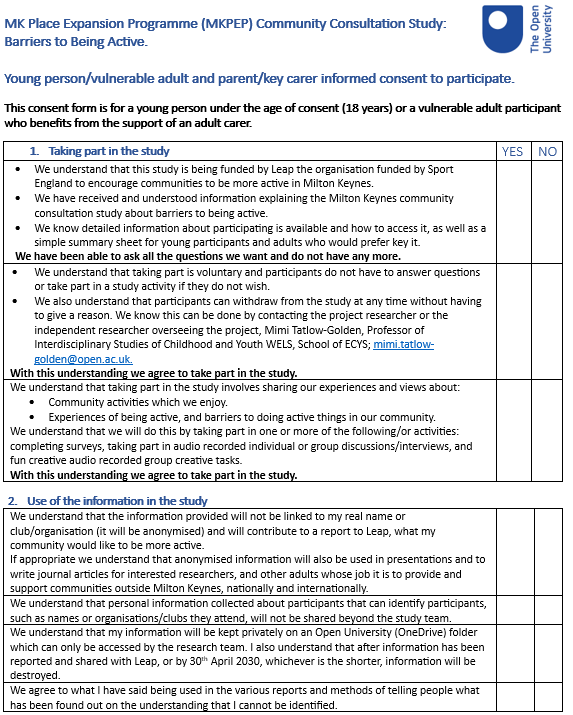 MK Place Expansion Programme (MKPEP) Community Consultation Study:
Barriers to Being Active.
The Open
University
Young person/vulnerable adult and parent/key carer informed consent to participate.
This consent form is for a young person under the age of consent (18 years) or a vulnerable adult participant
who benefits from the support of an adult carer.
1. Taking part in the study YES NO
• We understand that this study is being funded by Leap the organisation funded by Sport
England to encourage communities to be more active in Milton Keynes.
• We have received and understood information explaining the Milton Keynes community
consultation study about barriers to being active.
• We know detailed information about participating is available and how to access it, as well as a
simple summary sheet for young participants and adults who would prefer key it.
We have been able to ask all the questions we want and do not have any more.
• We understand that taking part is voluntary and participants do not have to answer questions
or take part in a study activity if they do not wish.
• We also understand that participants can withdraw from the study at any time without having
to give a reason. We know this can be done by contacting the project researcher or the
independent researcher overseeing the project, Mimi Tatlow-Golden, Professor of
Interdisciplinary Studies of Childhood and Youth WELS, School of ECYS; mimi.tatlow-
golden@open.ac.uk.
With this understanding we agree to take part in the study.
We understand that taking part in the study involves sharing our experiences and views about:
• Community activities which we enjoy.
• Experiences of being active, and barriers to doing active things in our community.
We understand that we will do this by taking part in one or more of the following/or activities:
completing surveys, taking part in audio recorded individual or group discussions/interviews, and
fun creative audio recorded group creative tasks.
With this understanding we agree to take part in the study.
2. Use of the information in the study
We understand that the information provided will not be linked to my real name or
club/organisation (it will be anonymised) and will contribute to a report to Leap, what my
community would like to be more active.
If appropriate we understand that anonymised information will also be used in presentations and to
write journal articles for interested researchers, and other adults whose job it is to provide and
support communities outside Milton Keynes, nationally and internationally.
We understand that personal information collected about participants that can identify participants,
such as names or organisations/clubs they attend, will not be shared beyond the study team.
We understand that my information will be kept privately on an Open University (OneDrive) folder
which can only be accessed by the research team. I also understand that after information has been
reported and shared with Leap, or by 30th April 2030, whichever is the shorter, information will be
destroyed.
We agree to what I have said being used in the various reports and methods of telling people what
has been found out on the understanding that I cannot be identified.